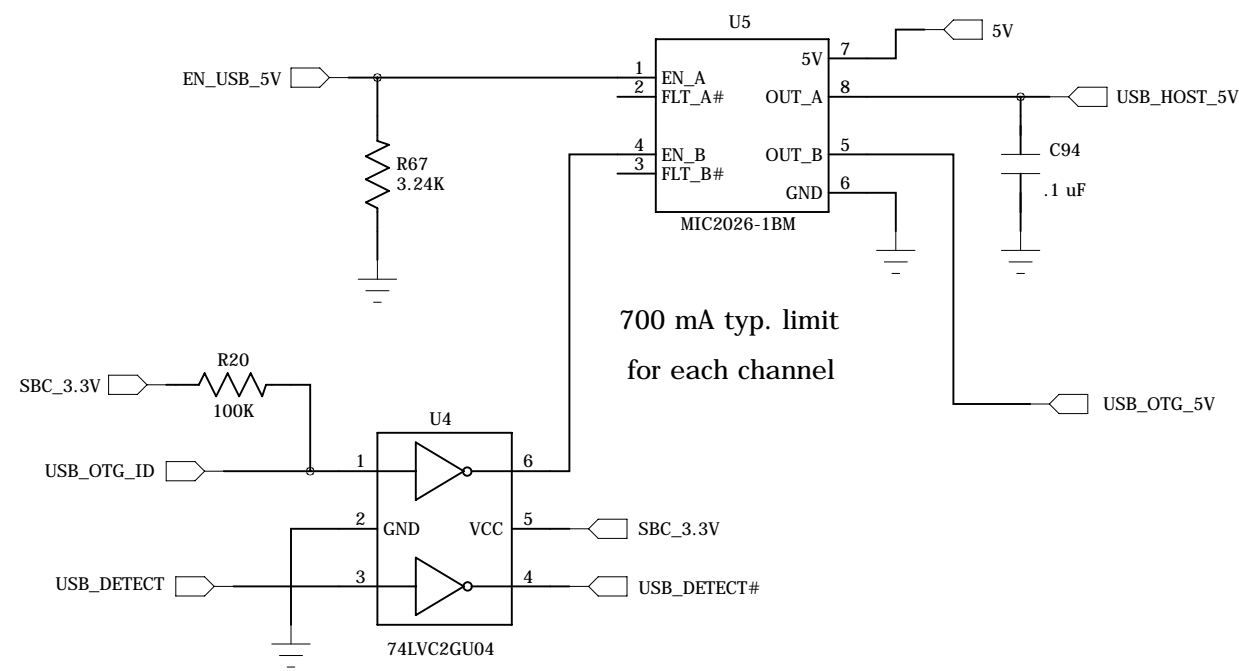 U5
5V
7
5V
EN_USB_5V
1
EN_A
2
FLT_A#
OUT_A
8
USB_HOST_5V
R67
3.24K
4
EN_B
3
FLT_B#
OUT_B
5
GND
6
C94
.1 uF
MIC2026-1BM
700 mA typ. limit
for each channel
R20
SBC_3.3V
100K
USB_OTG_5V
U4
USB_OTG_ID
1
6
2
GND
VCC
5
SBC_3.3V
USB_DETECT
3
4
USB_DETECT#
74LVC2GU04